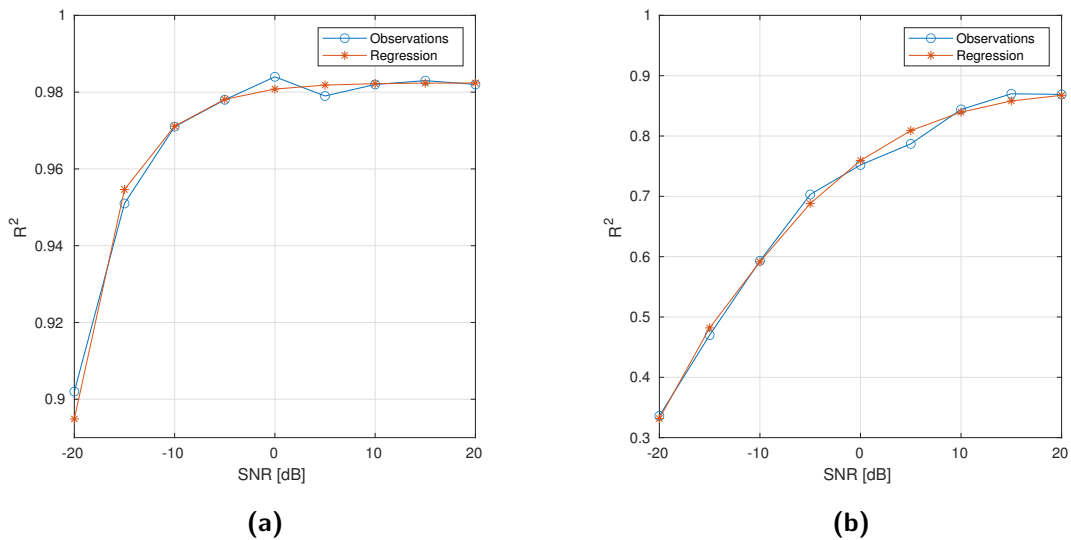 1
0.98
0.96
0.94
0.92
0.9
R²
-20
-10
0
10
20
SNR [dB]
Observations
Regression
(a)
1
0.9
0.8
0.7
0.6
0.5
0.4
0.3
R²
-20
-10
0
10
20
SNR [dB]
Observations
Regression
(b)